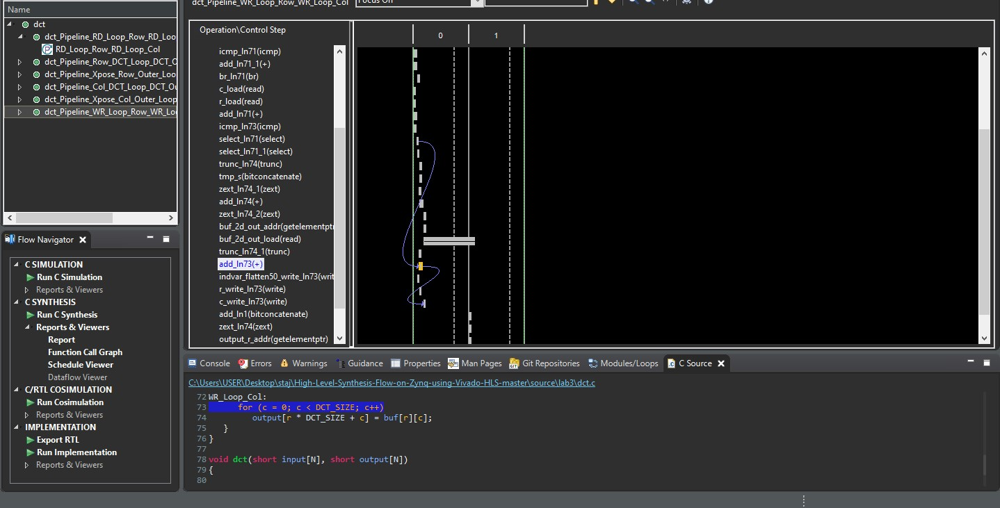 dct_Pipeline_WR_Loop_Row_WR_Loop_Col
Focus Off
Name
dct
dct_Pipeline_RD_Loop_Row_RD_Loo
RD_Loop_Row_RD_Loop_Col
dct_Pipeline_Row_DCT_Loop_DCT_O
dct_Pipeline_Xpose_Row_Outer_Loo
dct_Pipeline_Col_DCT_Loop_DCT_Ou
dct_Pipeline_Xpose_Col_Outer_Loop
dct_Pipeline_WR_Loop_Row_WR_Loo
Operation\Control Step
0
1
icmp_ln71(icmp)
add_ln71_1(+)
br_ln71(br)
c_load(read)
r_load(read)
add_ln71(+)
icmp_ln73(icmp)
select_ln71(select)
select_ln71_1(select)
trunc_ln74(trunc)
tmp_s(bitconcatenate)
zext_ln74_1(zext)
add_ln74(+)
zext_ln74_2(zext)
buf_2d_out_addr(getelementptr
buf_2d_out_load(read)
trunc_ln74_1(trunc)
add_ln73(+)
indvar_flatten50_write_ln73(writ
r_write_ln73(write)
c_write_ln73(write)
add_ln1(bitconcatenate)
zext_ln74(zext)
output_r_addr(getelementptr)
Flow Navigator
C SIMULATION
Run C Simulation
Reports & Viewers
C SYNTHESIS
Run C Synthesis
Reports & Viewers
Report
Function Call Graph
Schedule Viewer
Dataflow Viewer
C/RTL COSIMULATION
Run Cosimulation
Reports & Viewers
IMPLEMENTATION
Export RTL
Run Implementation
Reports & Viewers
Console Errors Warnings Guidance Properties Man Pages Git Repositories Modules/Loops C Source
C:\Users\USER\Desktop\staj\High-Level-Synthesis-Flow-on-Zynq-using-Vivado-HLS-master\source\lab3\dct.c
72 WR_Loop_Col:
73 for (c = 0; c < DCT_SIZE; c++)
74 output[r * DCT_SIZE + c] = buf[r][c];
75 }
76 }
77
78 void dct(short input[N], short output[N])
79 {
80